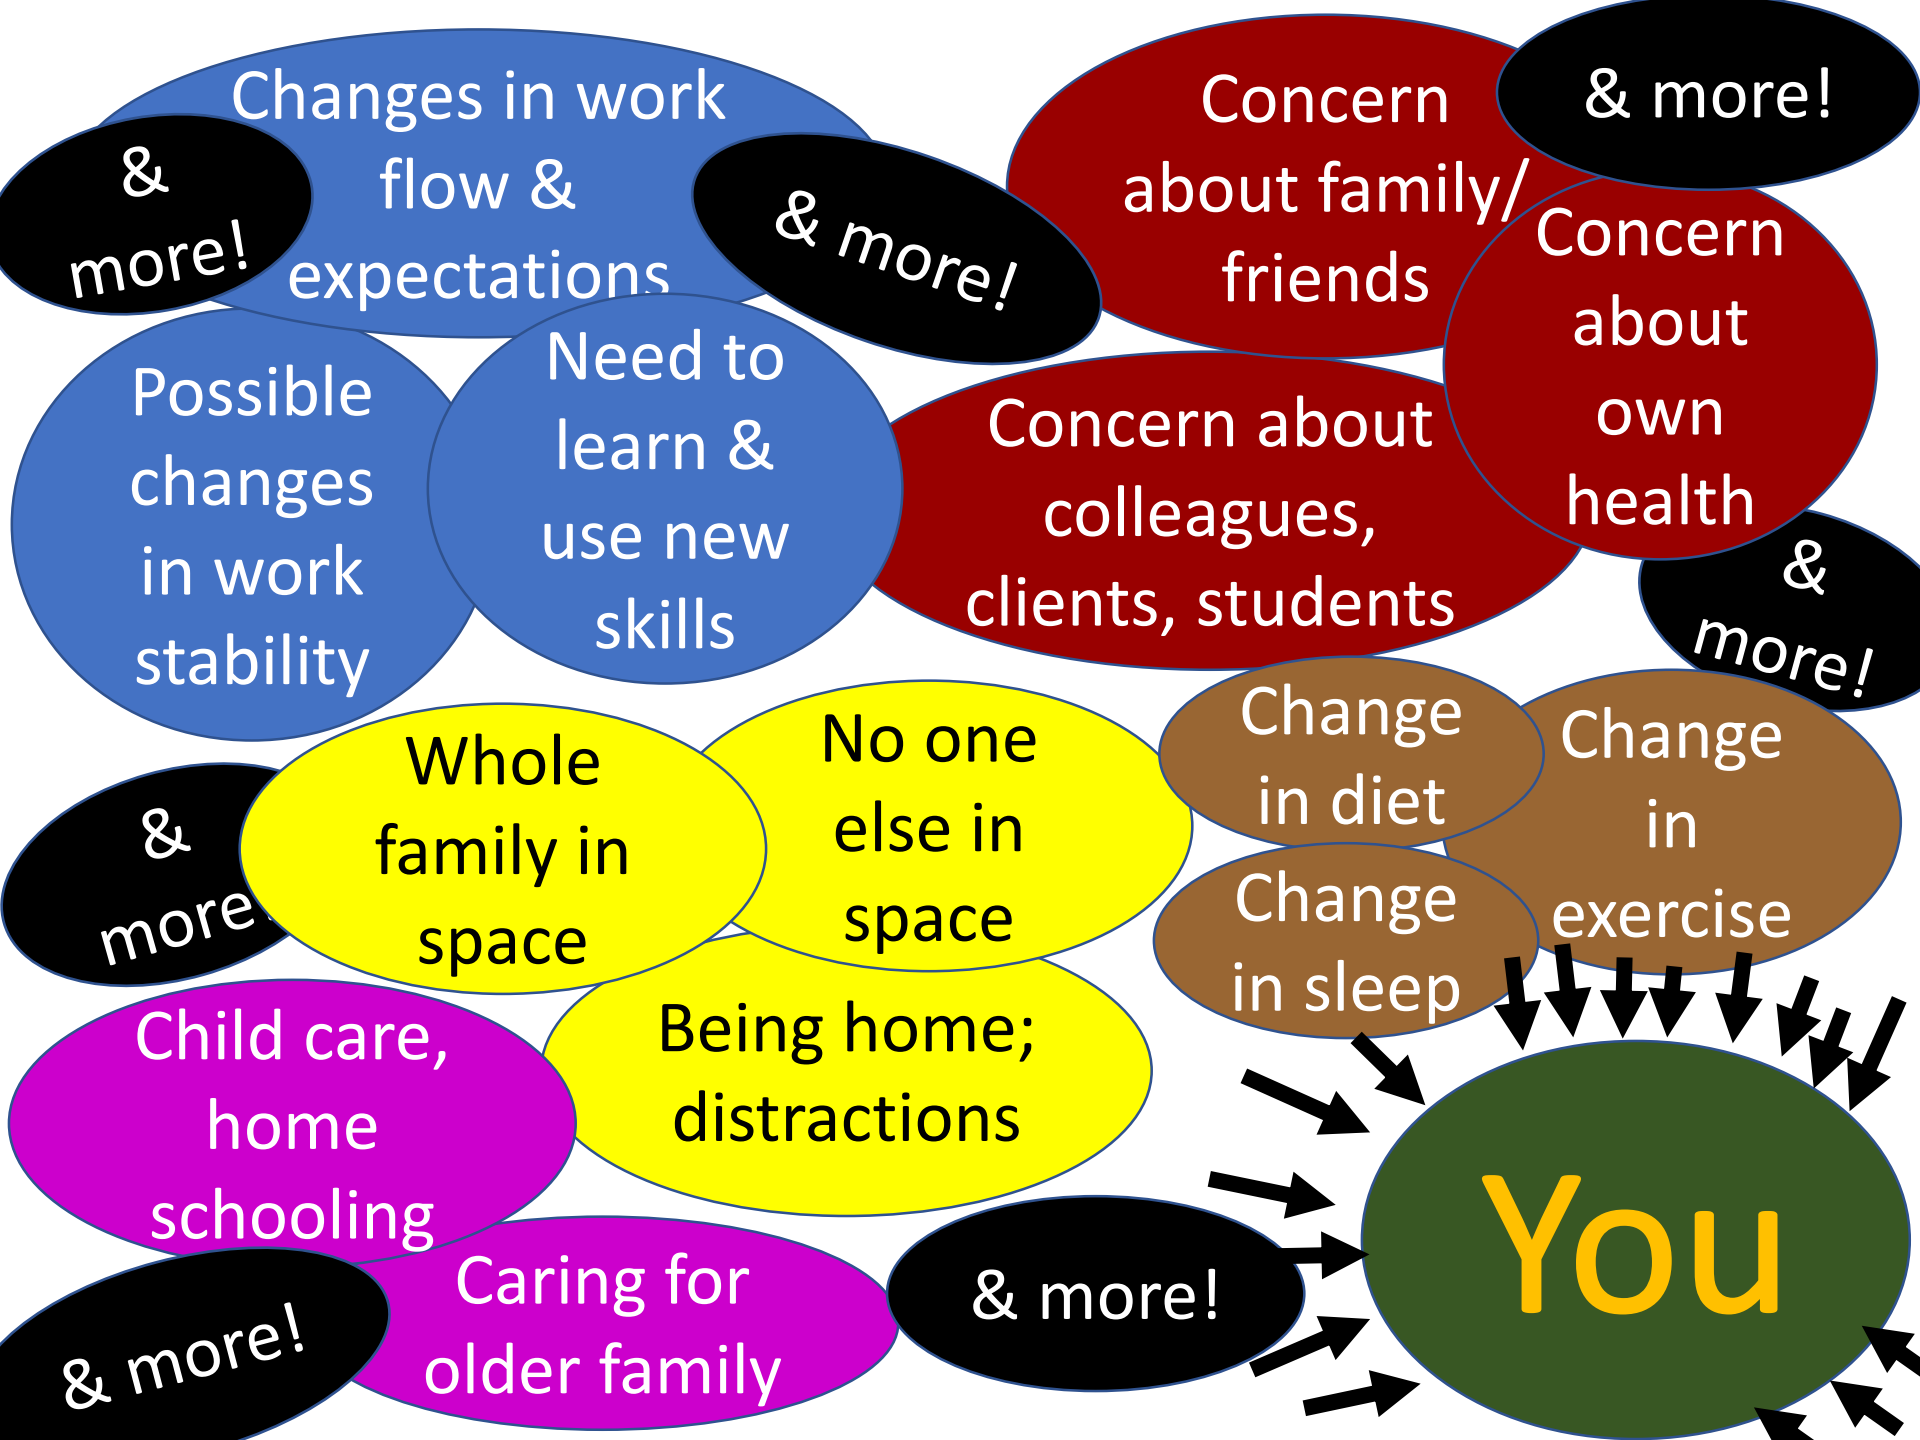 Changes in work
flow &
expectations
&
more!
& more!
Concern
about family/
friends
& more!
Concern
about
own
health
Possible
changes
in work
stability
Need to
learn &
use new
skills
Concern about
colleagues,
clients, students
&
more!
Whole
family in
space
No one
else in
space
Change
in diet
Change
in
exercise
&
more!
Change
in sleep
Being home;
distractions
Child care,
home
schooling
Caring for
older family
& more!
& more!
You